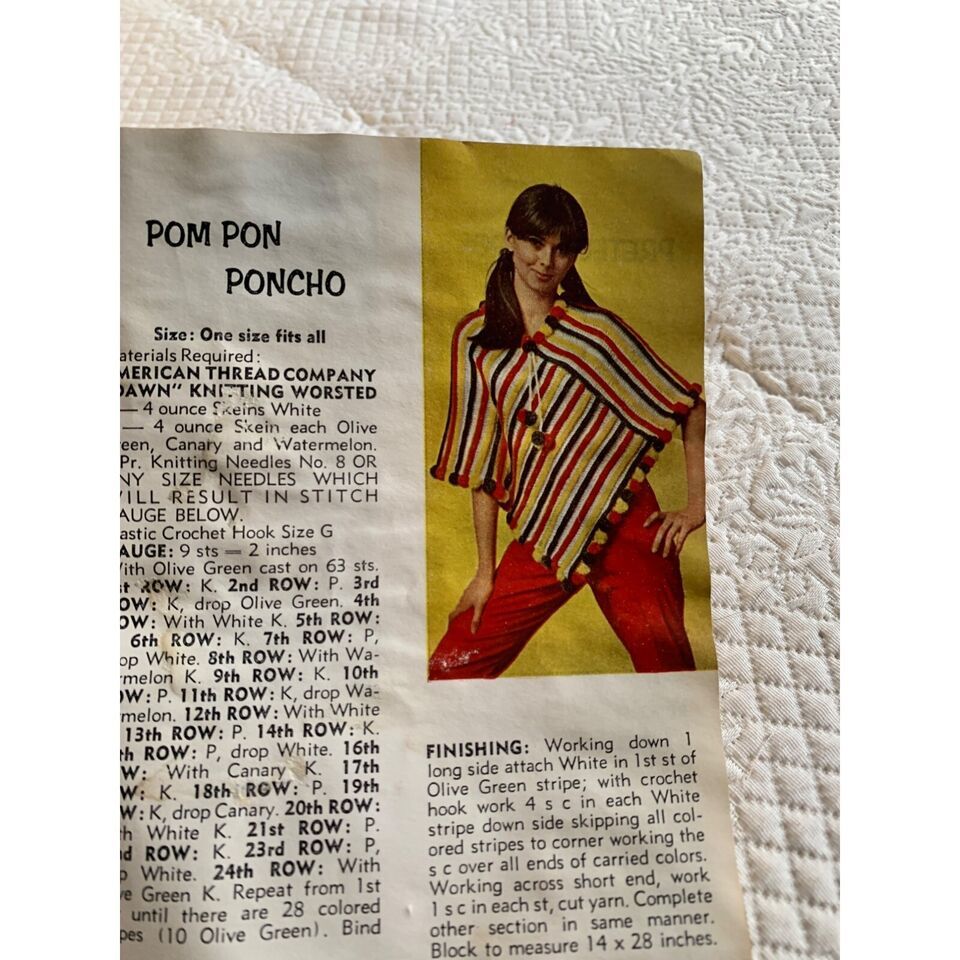 POM PON
PONCHO
Size: One size fits all
aterials Required:
MERICAN THREAD COMPANY
DAWN" KNITTING WORSTED
— 4 ounce Skeins White
— 4 ounce Skein each Olive
een, Canary and Watermelon.
Pr. Knitting Needles No. 8 OR
NY SIZE NEEDLES WHICH
ILL RESULT IN STITCH
AUGE BELOW.
astic Crochet Hook Size G
AUGE: 9 sts — 2 inches
ith Olive Green cast on 63 sts.
st ROW: K. 2nd ROW: P. 3rd
OW: K, drop Olive Green. 4th
OW: With White K. 5th ROW:
6th ROW: K. 7th ROW: P,
op White. 8th ROW: With Wa-
rmelon K. 9th ROW: K. 10th
OW: P. 11th ROW: K, drop Wa-
melon. 12th ROW: With White
13th ROW: P. 14th ROW: K.
th ROW: P, drop White. 16th
W: With Canary K. 17th
W: K. 18th ROW: P. 19th
W: K, drop Canary. 20th ROW:
h White K. 21st ROW: P.
d ROW: K. 23rd ROW: P,
p White. 24th ROW: With
e Green K. Repeat from 1st
until there are 28 colored
pes (10 Olive Green). Bind
FINISHING: Working down 1
long side attach White in 1st st of
Olive Green stripe; with crochet
hook work 4 s c in each White
stripe down side skipping all col-
ored stripes to corner working the
s c over all ends of carried colors.
Working across short end, work
1 s c in each st, cut yarn. Complete
other section in same manner.
Block to measure 14 x 28 inches.